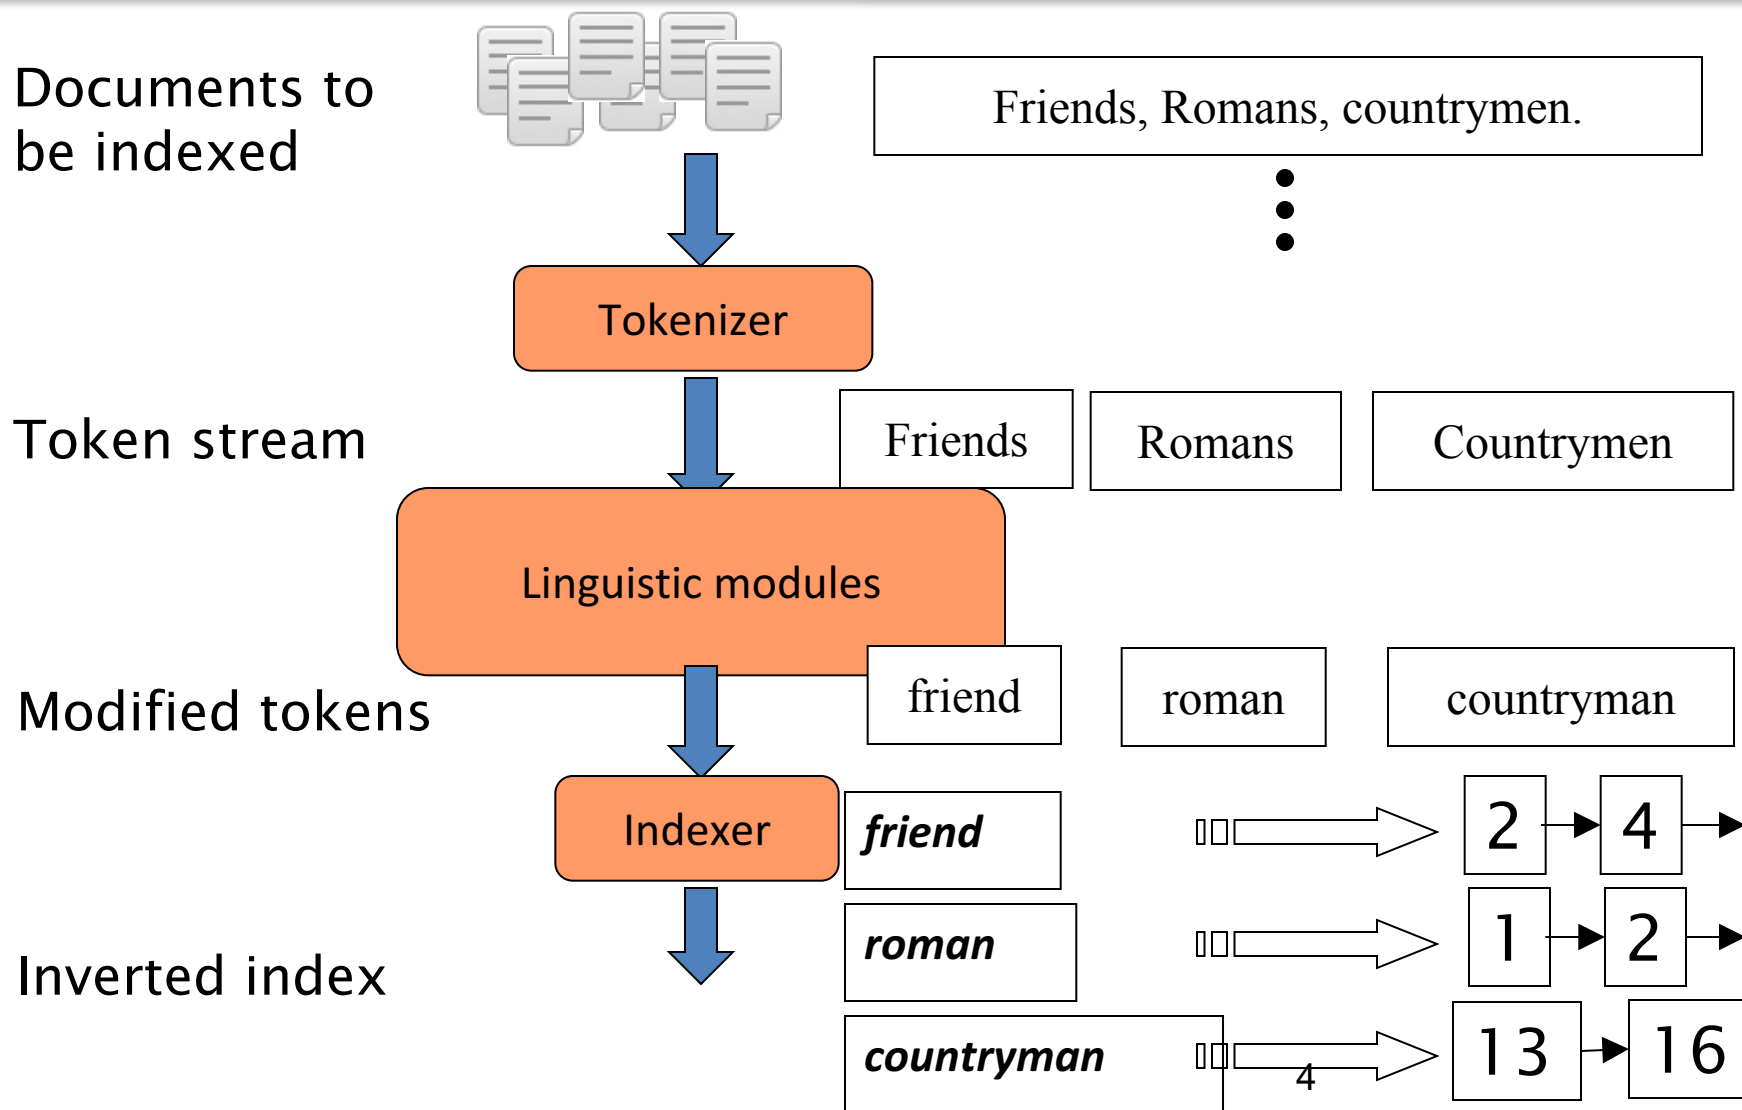 Documents to
be indexed
Friends, Romans, countrymen.
Tokenizer
Token stream
Friends
Romans
Countrymen
Linguistic modules
Modified tokens
friend
roman
countryman
Indexer
friend
2
4
roman
1
2
Inverted index
countryman
4
13
16